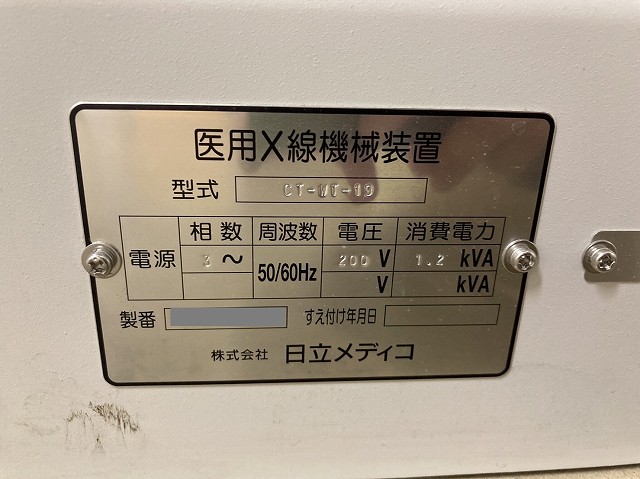 医用X線機械装置
型式 CT-WT-19
電源 相数 周波数 電圧 消費電力
3〜 50/60Hz 200 V 1.2 kVA
V kVA
製番 すえ付け年月日
株式会社 日立メディコ